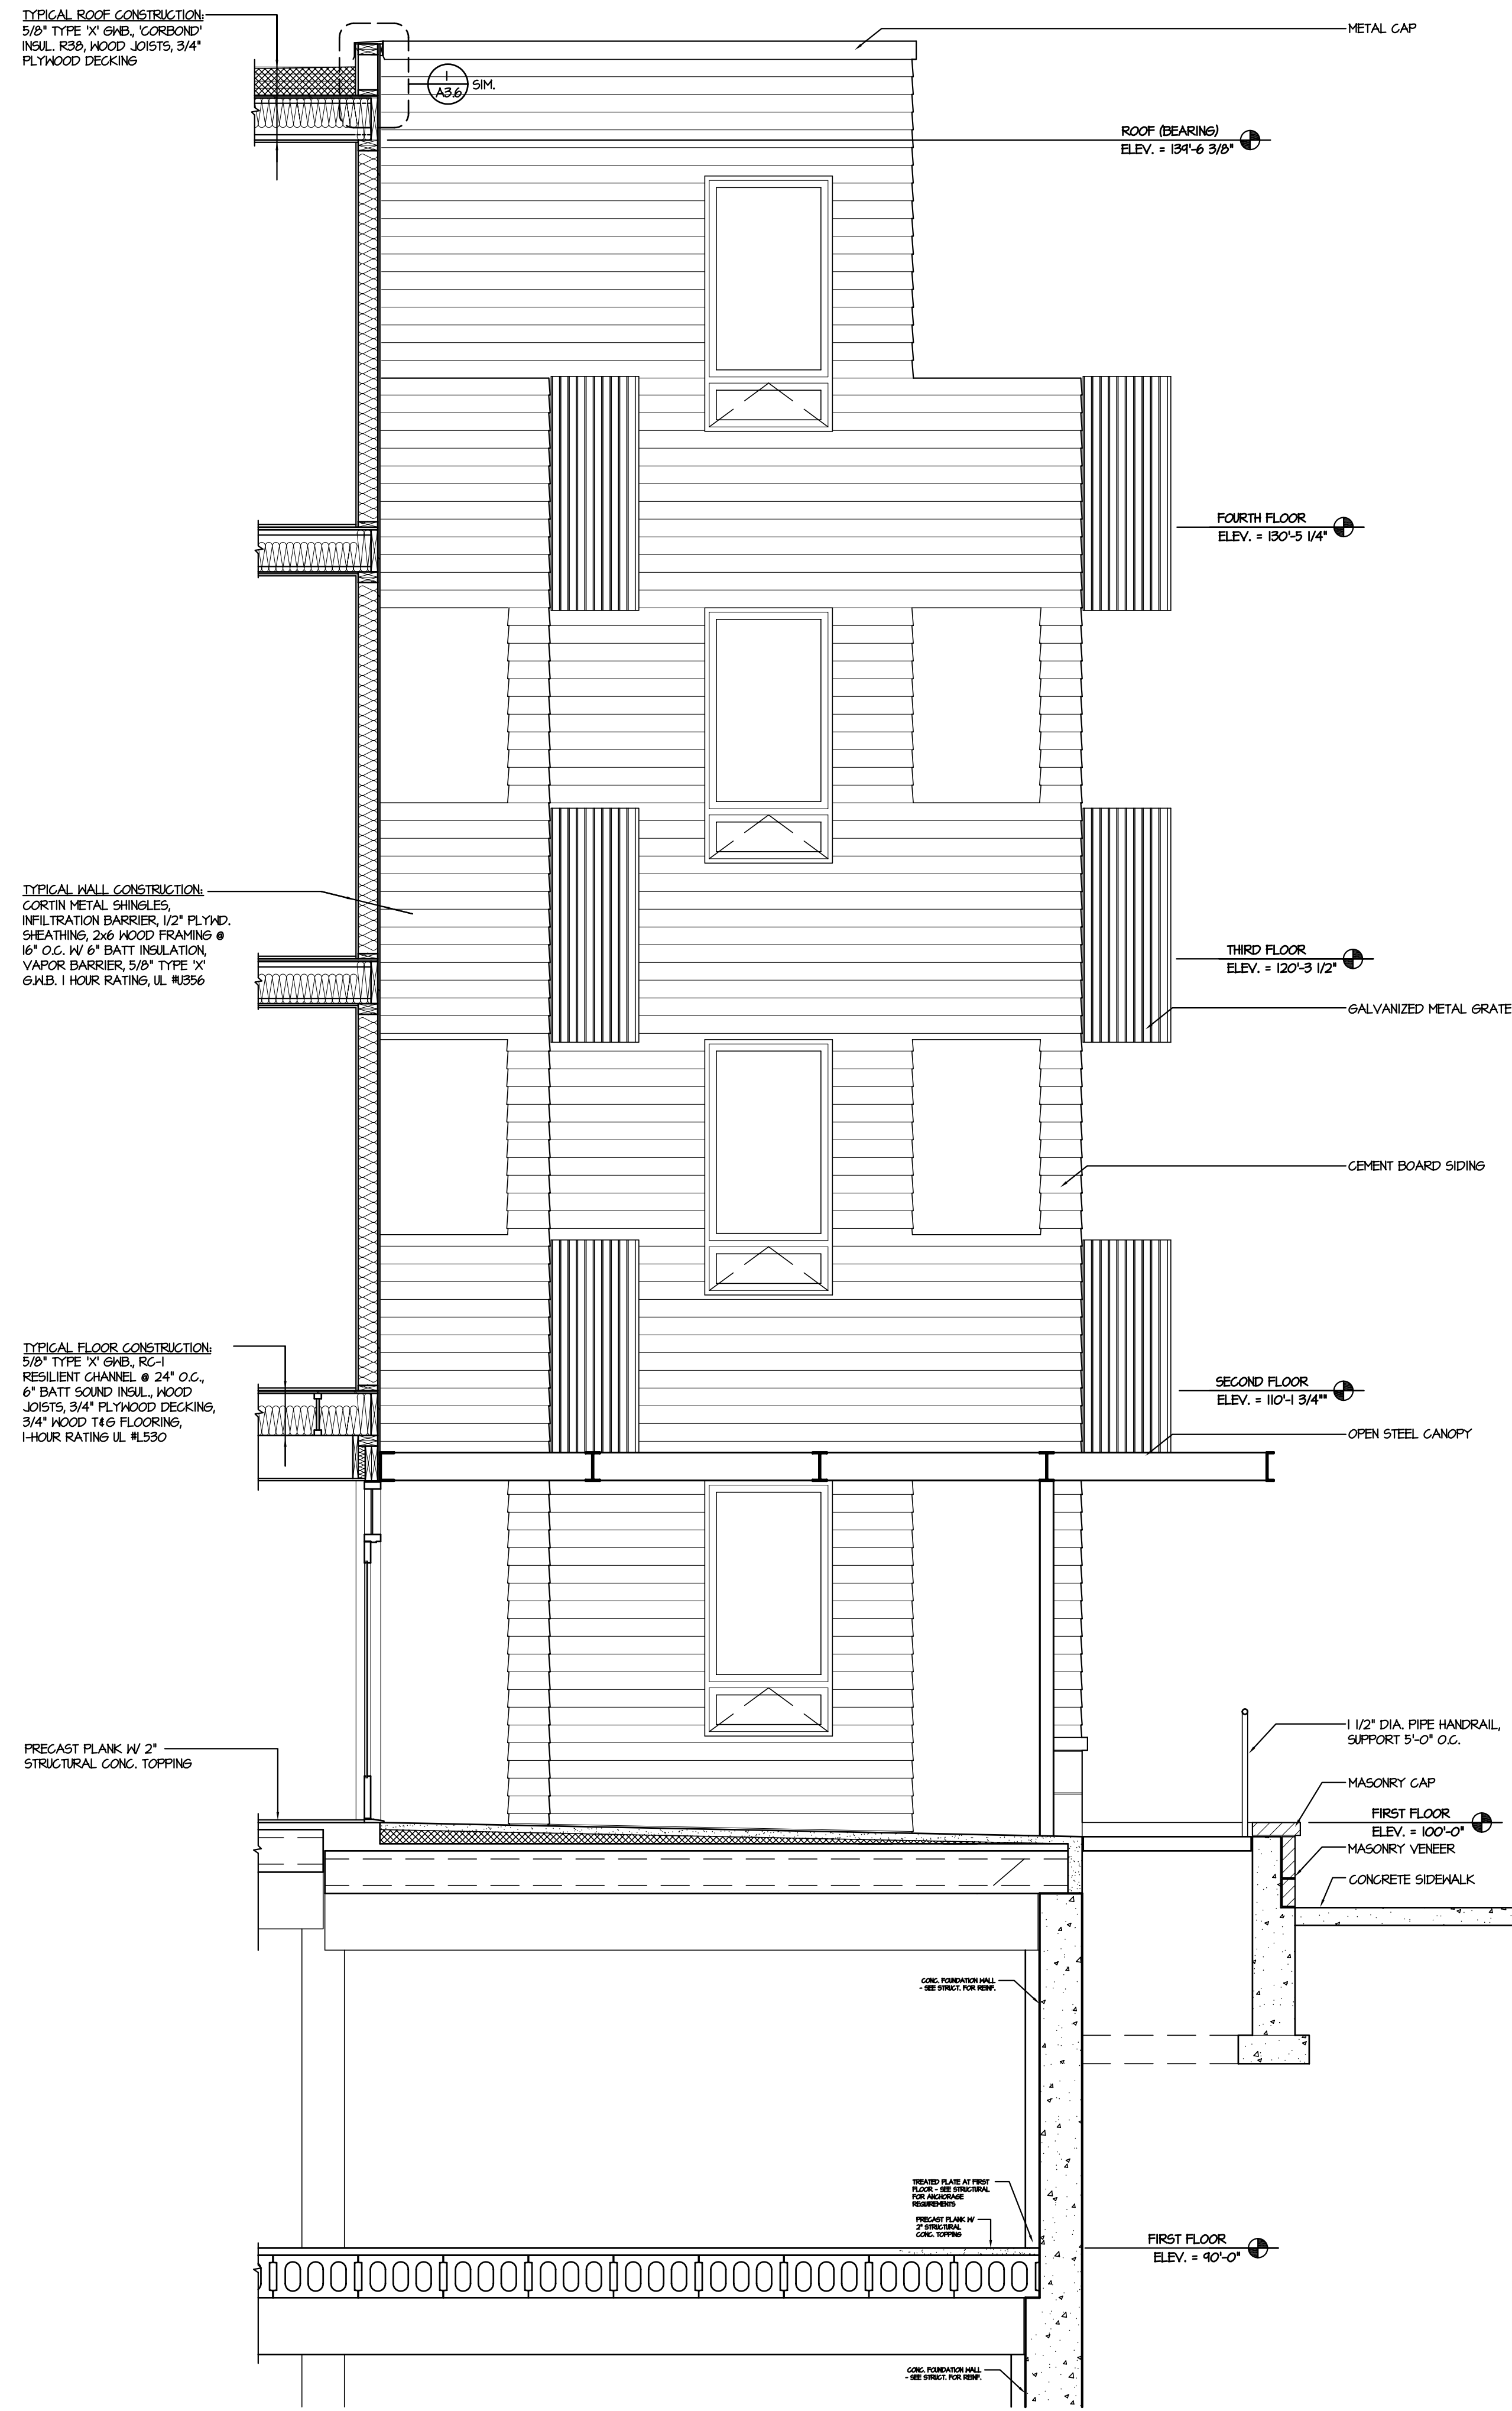 TYPICAL ROOF CONSTRUCTION:
5/8" TYPE 'X' GWB., 'CORBOND'
INSUL. R38, WOOD JOISTS, 3/4"
PLYWOOD DECKING
METAL CAP
1
A3.6
SIM.
ROOF (BEARING)
ELEV. = 139'-6 3/8"
FOURTH FLOOR
ELEV. = 130'-5 1/4"
TYPICAL WALL CONSTRUCTION:
CORTIN METAL SHINGLES,
INFILTRATION BARRIER, 1/2" PLYWD.
SHEATHING, 2x6 WOOD FRAMING @
16" O.C. W/ 6" BATT INSULATION,
VAPOR BARRIER, 5/8" TYPE 'X'
G.W.B. 1 HOUR RATING, UL #U356
THIRD FLOOR
ELEV. = 120'-3 1/2"
GALVANIZED METAL GRATE
CEMENT BOARD SIDING
TYPICAL FLOOR CONSTRUCTION:
5/8" TYPE 'X' GWB., RC-1
RESILIENT CHANNEL @ 24" O.C.,
6" BATT SOUND INSUL., WOOD
JOISTS, 3/4" PLYWOOD DECKING,
3/4" WOOD T&G FLOORING,
1-HOUR RATING UL #L530
SECOND FLOOR
ELEV. = 110'-1 3/4""
OPEN STEEL CANOPY
PRECAST PLANK W/ 2"
STRUCTURAL CONC. TOPPING
1 1/2" DIA. PIPE HANDRAIL,
SUPPORT 5'-0" O.C.
MASONRY CAP
FIRST FLOOR
ELEV. = 100'-0"
MASONRY VENEER
CONCRETE SIDEWALK
CONC. FOUNDATION WALL
- SEE STRUCT. FOR REINF.
TREATED PLATE AT FIRST
FLOOR - SEE STRUCTURAL
FOR ANCHORAGE
REQUIREMENTS
PRECAST PLANK W/
2" STRUCTURAL
CONC. TOPPING
FIRST FLOOR
ELEV. = 90'-0"
CONC. FOUNDATION WALL
- SEE STRUCT. FOR REINF.